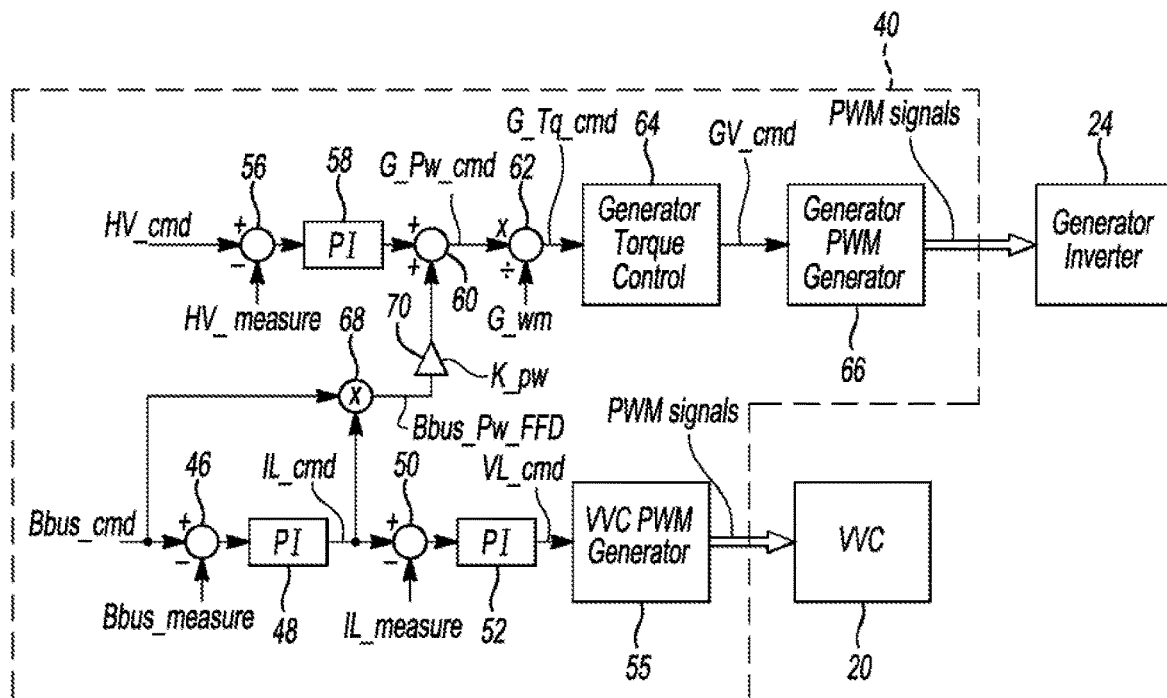 40
PWM signals
G_Tq_cmd
64
GV_cmd
24
56
58
G_Pw_cmd
62
HV_cmd
+
−
PI
+
+
x
÷
Generator
Torque
Control
Generator
PWM
Generator
Generator
Inverter
HV_ measure
70
60
G_wm
68
K_pw
66
x
Bbus_Pw_FFD
PWM signals
46
IL_cmd
50
VL_cmd
Bbus_cmd
+
−
PI
+
−
PI
VVC PWM
Generator
VVC
Bbus_measure
48
IL_measure
52
55
20